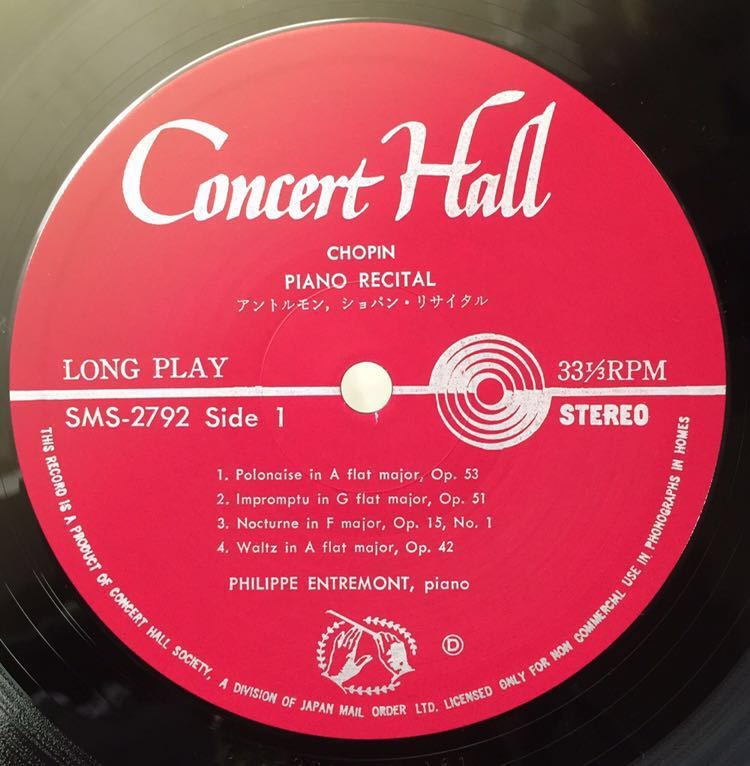 Concert Hall
CHOPIN
PIANO RECITAL
アントルモン, ショパン・リサイタル
LONG PLAY
33⅓RPM
SMS-2792 Side 1
STEREO
1. Polonaise in A flat major, Op. 53
2. Impromptu in G flat major, Op. 51
3. Nocturne in F major, Op. 15, No. 1
4. Waltz in A flat major, Op. 42
PHILIPPE ENTREMONT, piano
D
THIS RECORD IS A PRODUCT OF CONCERT HALL SOCIETY, A DIVISION OF JAPAN MAIL ORDER LTD. LICENSED ONLY FOR NON COMMERCIAL USE IN PHONOGRAPHS IN HOMES